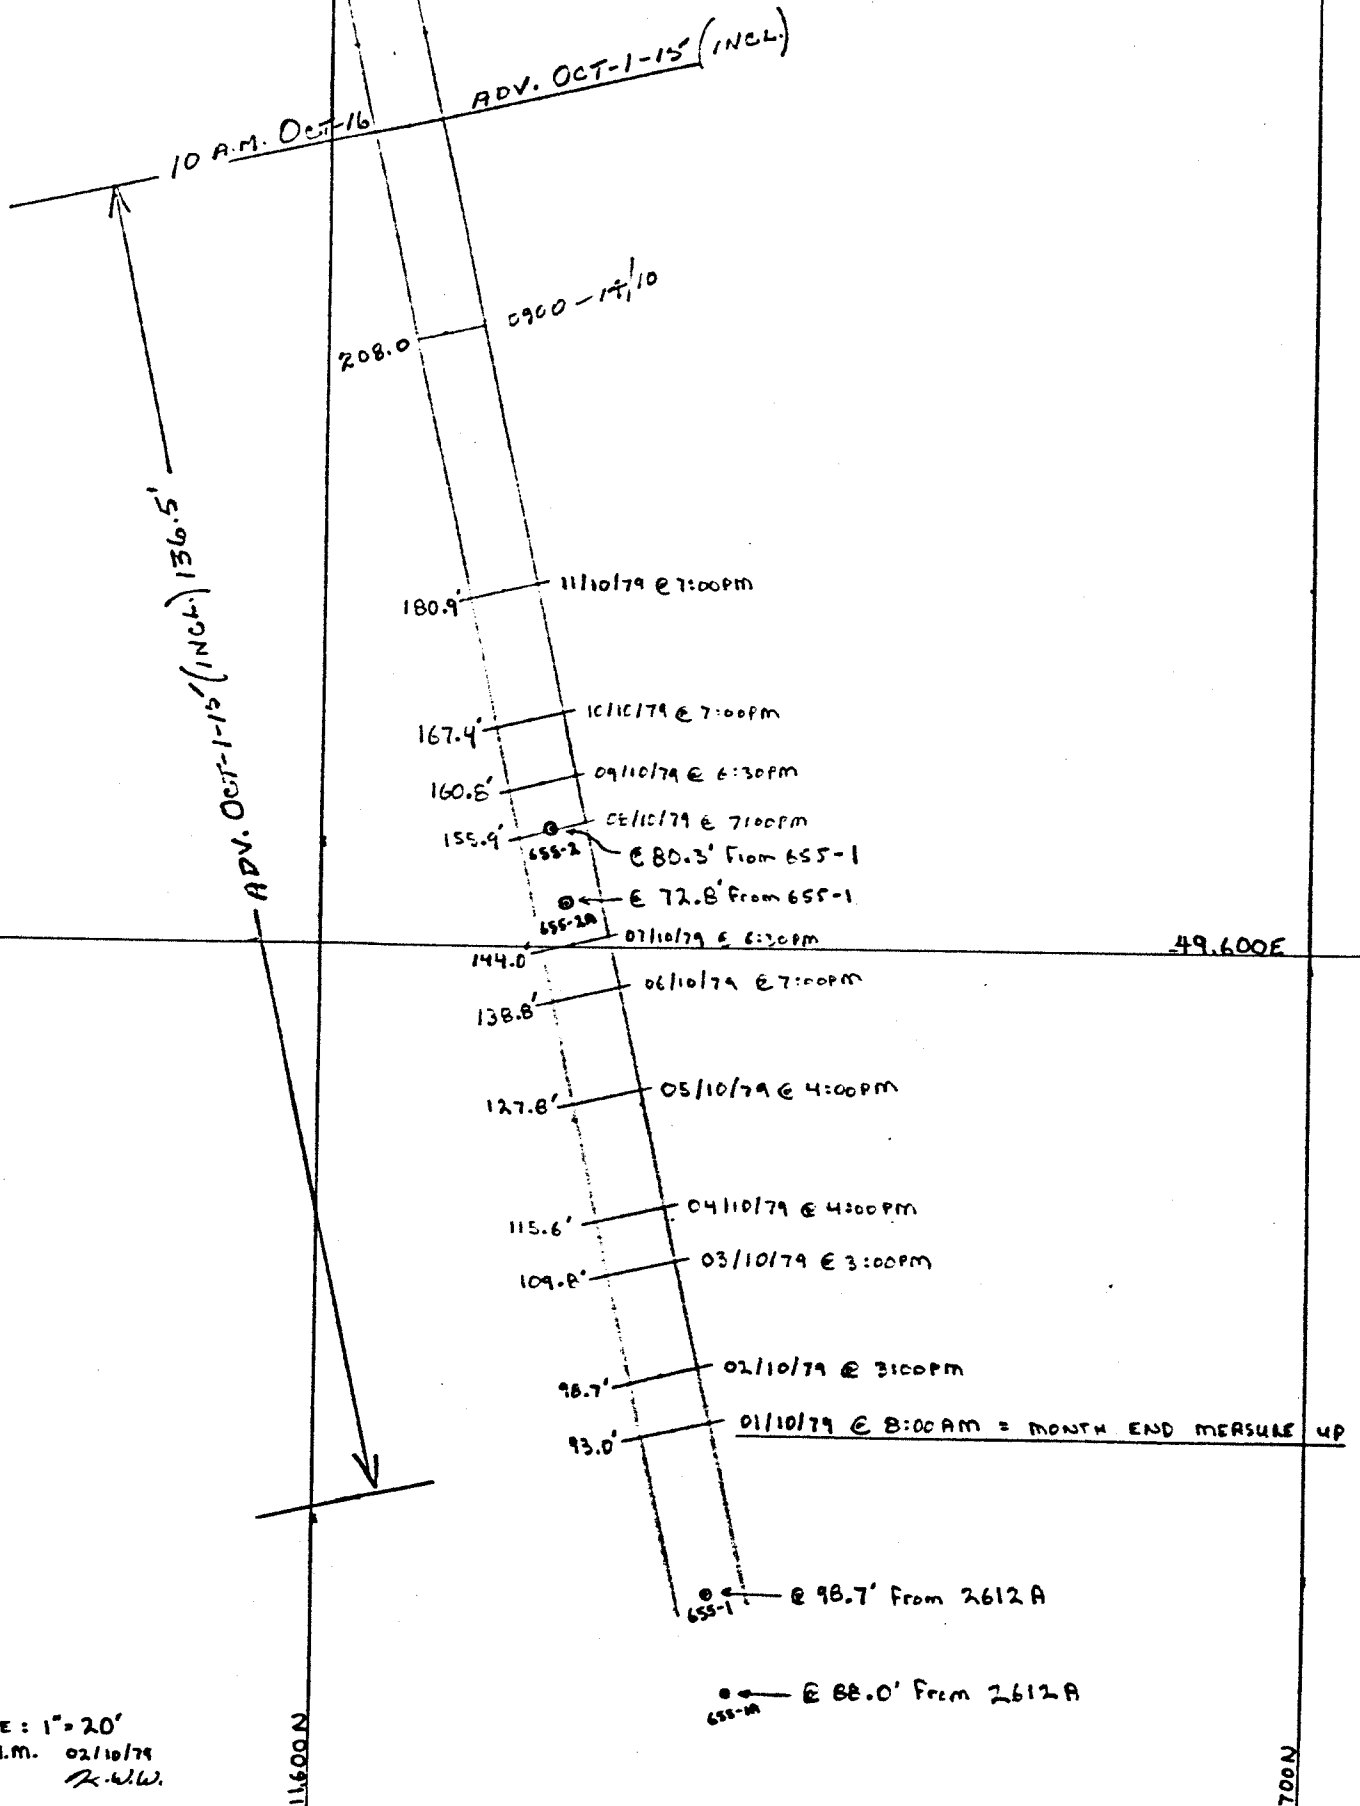 ADV. OCT-1-15 (INCL.)
10 A.M. OCT-16
0900 - 14/10
208.0
ADV. OCT-1-15 (INCL.) 136.5'
180.9' 11/10/79 @ 7:00PM
167.4' 10/10/79 @ 7:00PM
160.8' 09/10/79 @ 6:30PM
155.9' 08/10/79 @ 7:00PM
655-2 @ 80.3' From 655-1
@ 72.8' From 655-1
655-2A
144.0' 07/10/79 @ 6:30PM
49.600E
138.8' 06/10/79 @ 7:00PM
127.8' 05/10/79 @ 4:00PM
115.6' 04/10/79 @ 4:00PM
109.8' 03/10/79 @ 3:00PM
98.7' 02/10/79 @ 3:00PM
93.0' 01/10/79 @ 8:00AM = MONTH END MEASURE UP
655-1 @ 98.7' From 2612A
655-1A @ 88.0' From 2612A
E: 1"=20'
.M. 02/10/79
K.W.W.
11.600N
700N